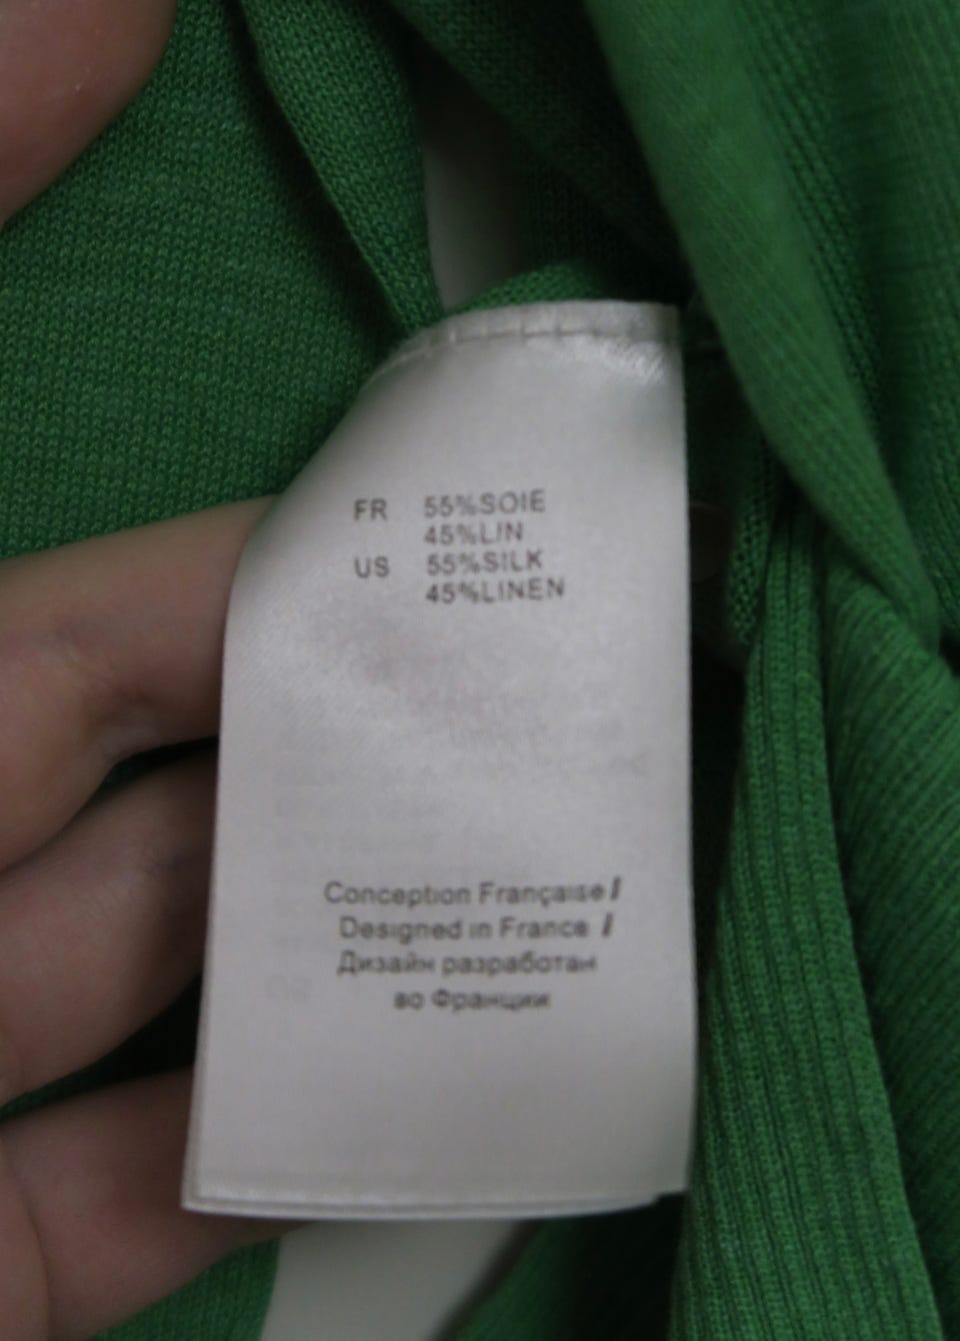 FR 55%SOIE
45%LIN
US 55%SILK
45%LINEN
Conception Française /
Designed in France /
Дизайн разработан
во Франции